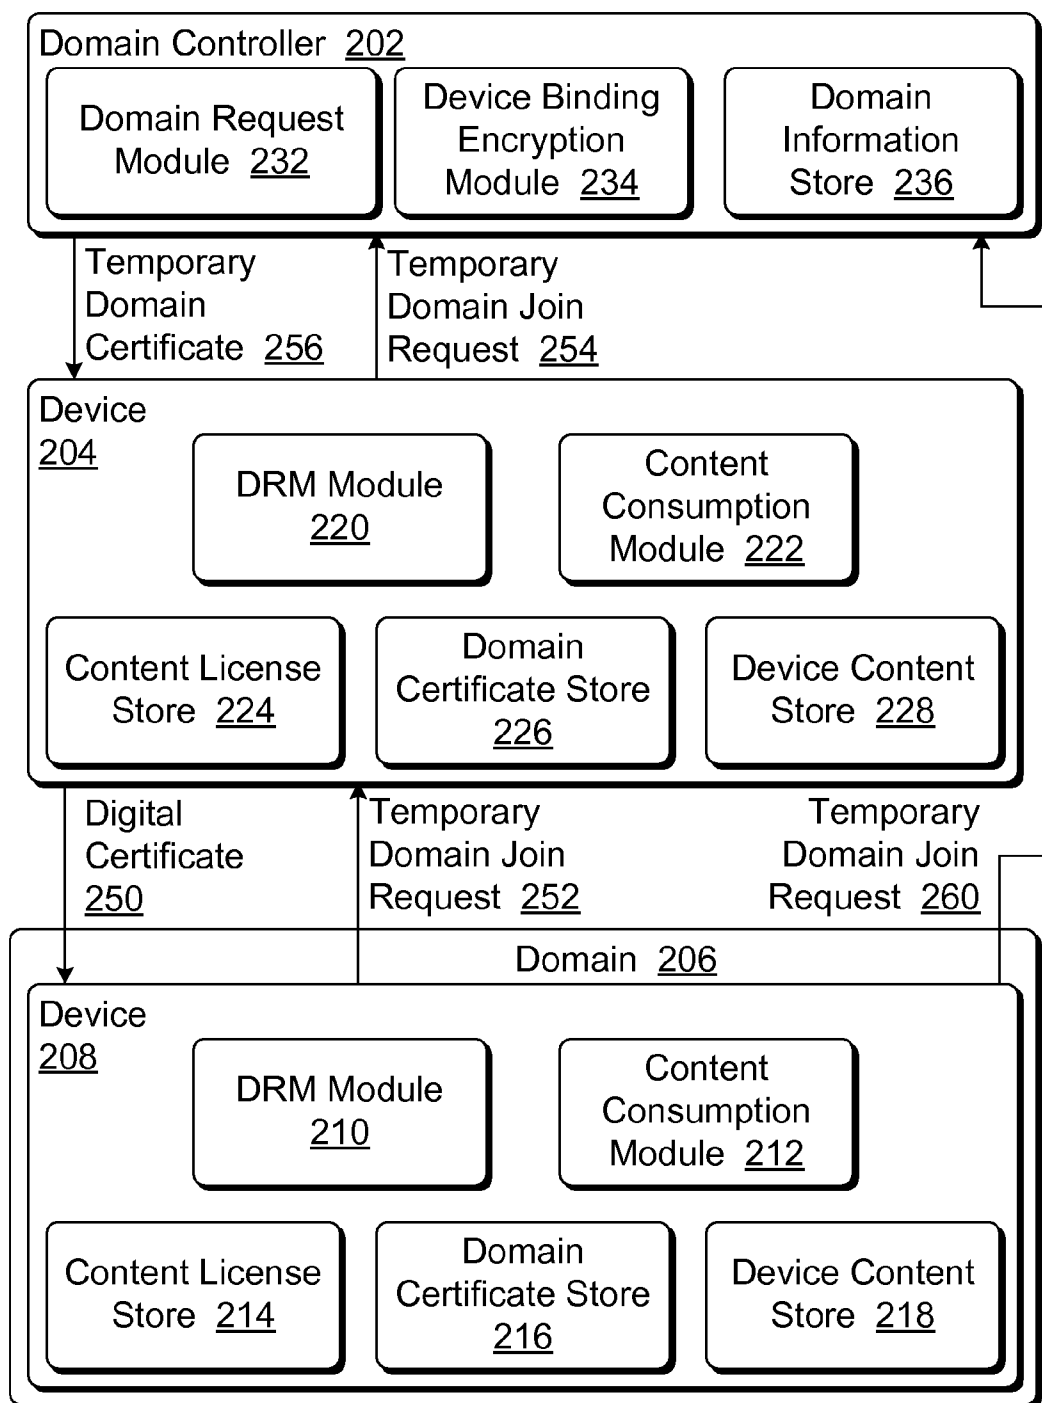 Domain Controller 202
Domain Request
Module 232
Device Binding
Encryption
Module 234
Domain
Information
Store 236
Temporary
Domain
Certificate 256
Temporary
Domain Join
Request 254
Device
204
DRM Module
220
Content
Consumption
Module 222
Content License
Store 224
Domain
Certificate Store
226
Device Content
Store 228
Digital
Certificate
250
Temporary
Domain Join
Request 252
Temporary
Domain Join
Request 260
Domain 206
Device
208
DRM Module
210
Content
Consumption
Module 212
Content License
Store 214
Domain
Certificate Store
216
Device Content
Store 218